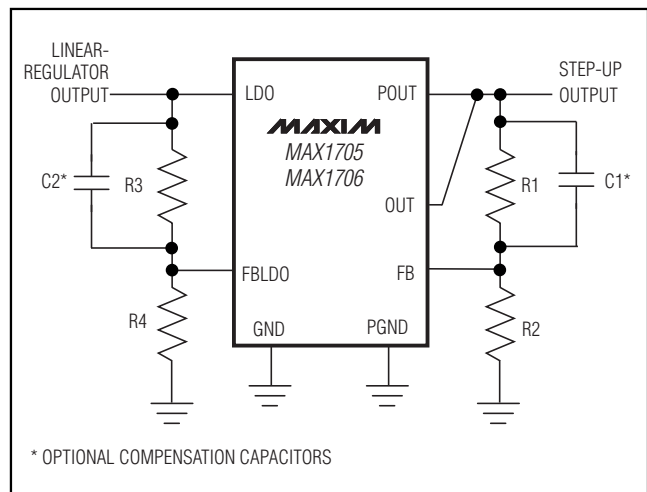 LINEAR-
REGULATOR
OUTPUT
STEP-UP
OUTPUT
LDO
POUT
MAXIM
MAX1705
MAX1706
C2*
R3
R1
C1*
OUT
FBLDO
FB
R4
R2
GND
PGND
* OPTIONAL COMPENSATION CAPACITORS